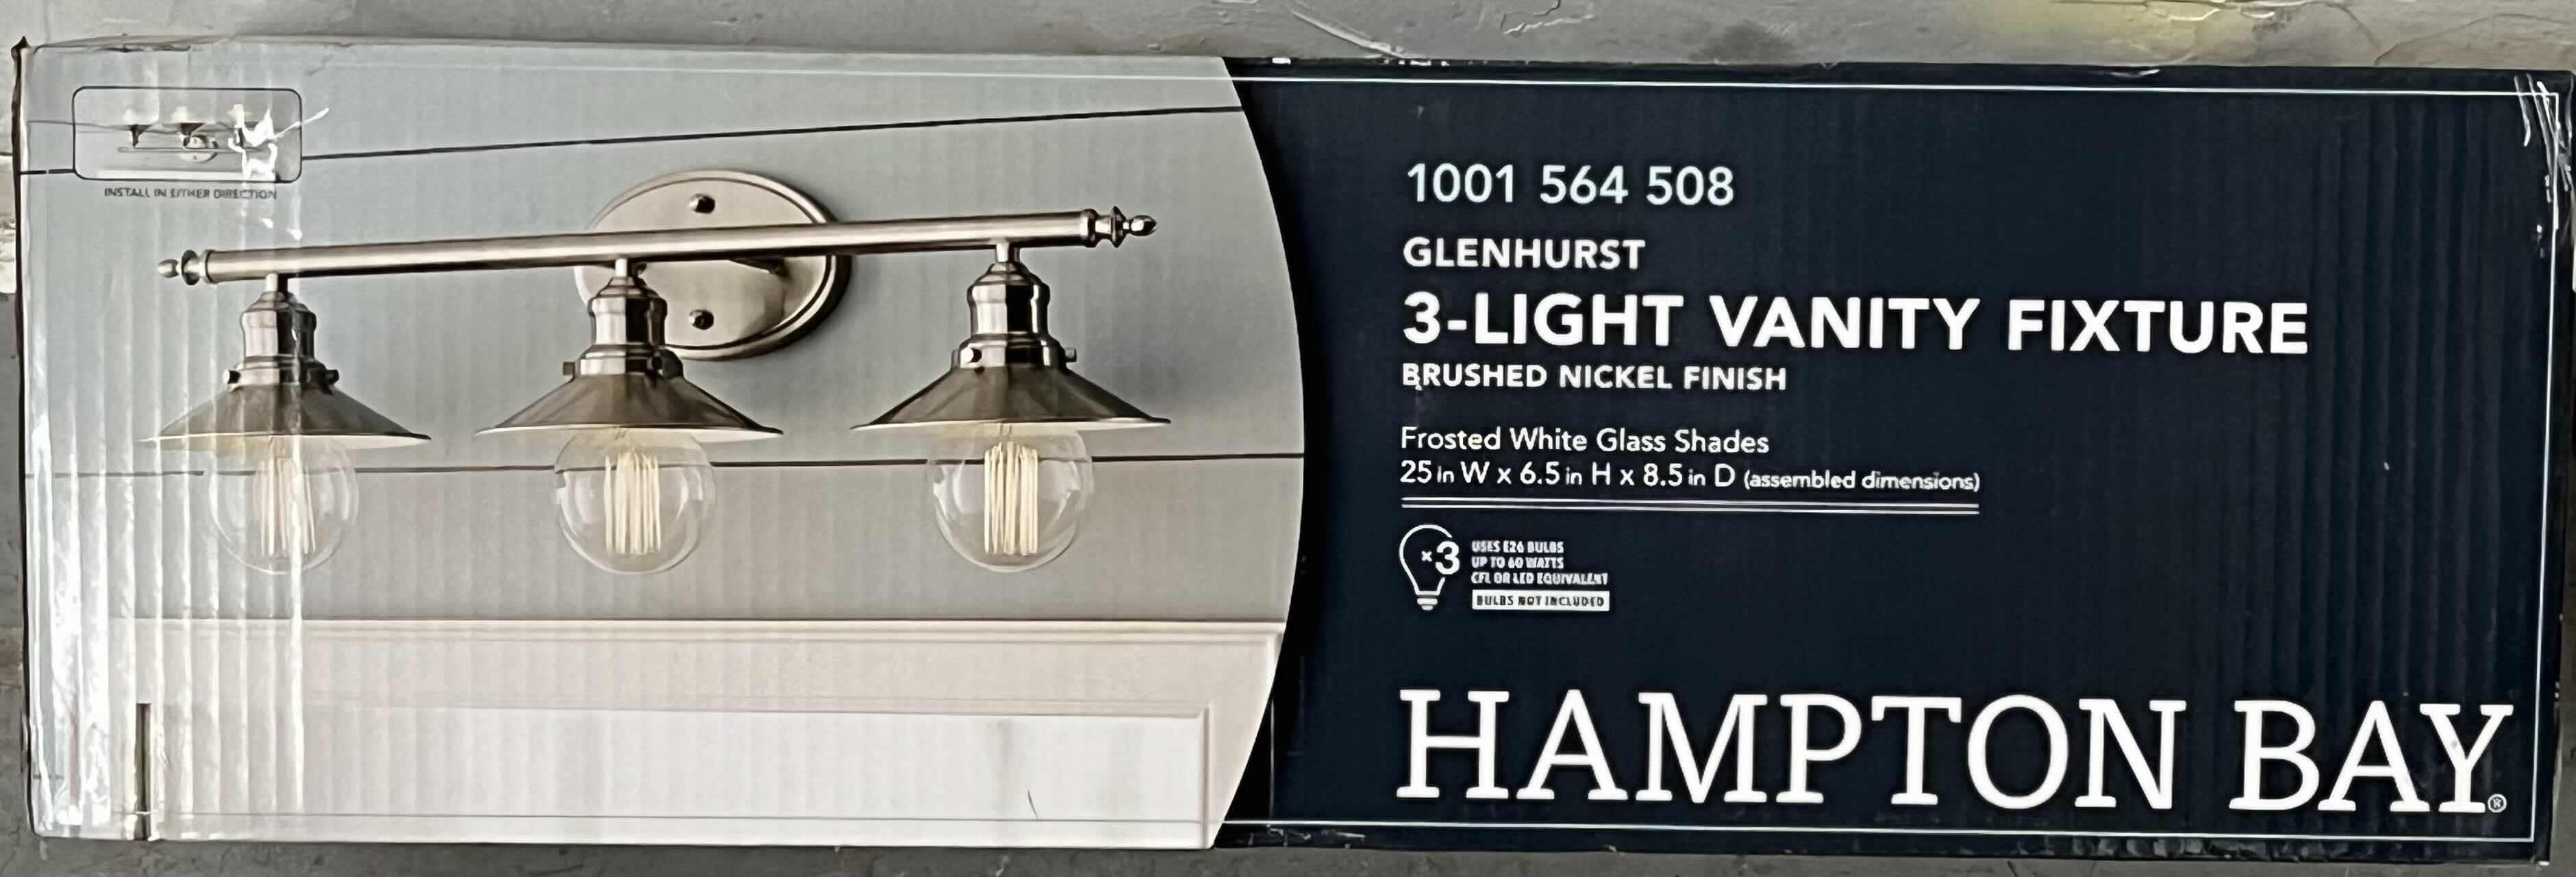 INSTALL IN EITHER DIRECTION
1001 564 508
GLENHURST
3-LIGHT VANITY FIXTURE
BRUSHED NICKEL FINISH
Frosted White Glass Shades
25 in W x 6.5 in H x 8.5 in D (assembled dimensions)
×3
USES E26 BULBS
UP TO 60 WATTS
CFL OR LED EQUIVALENT
BULBS NOT INCLUDED
HAMPTON BAY®